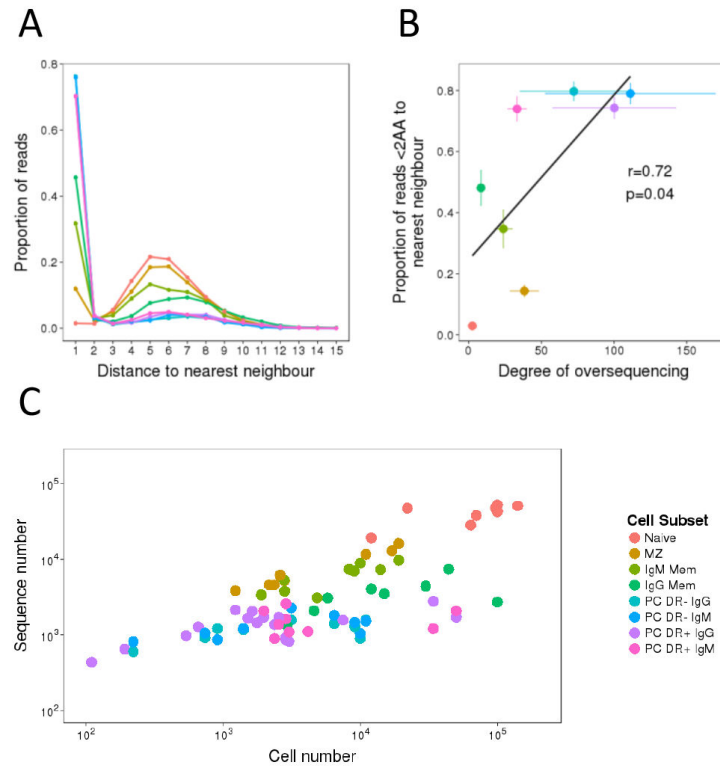 A
B
0.8
0.6
0.4
0.2
0.0
Proportion of reads
1 2 3 4 5 6 7 8 9 10 11 12 13 14 15
Distance to nearest neighbour
0.8
0.6
0.4
0.2
0.0
Proportion of reads <2AA to
nearest neighbour
r=0.72
p=0.04
0 50 100 150
Degree of oversequencing
C
10^5
10^4
10^3
10^2
Sequence number
10^2 10^3 10^4 10^5
Cell number
Cell Subset
Naive
MZ
IgM Mem
IgG Mem
PC DR- IgG
PC DR- IgM
PC DR+ IgG
PC DR+ IgM